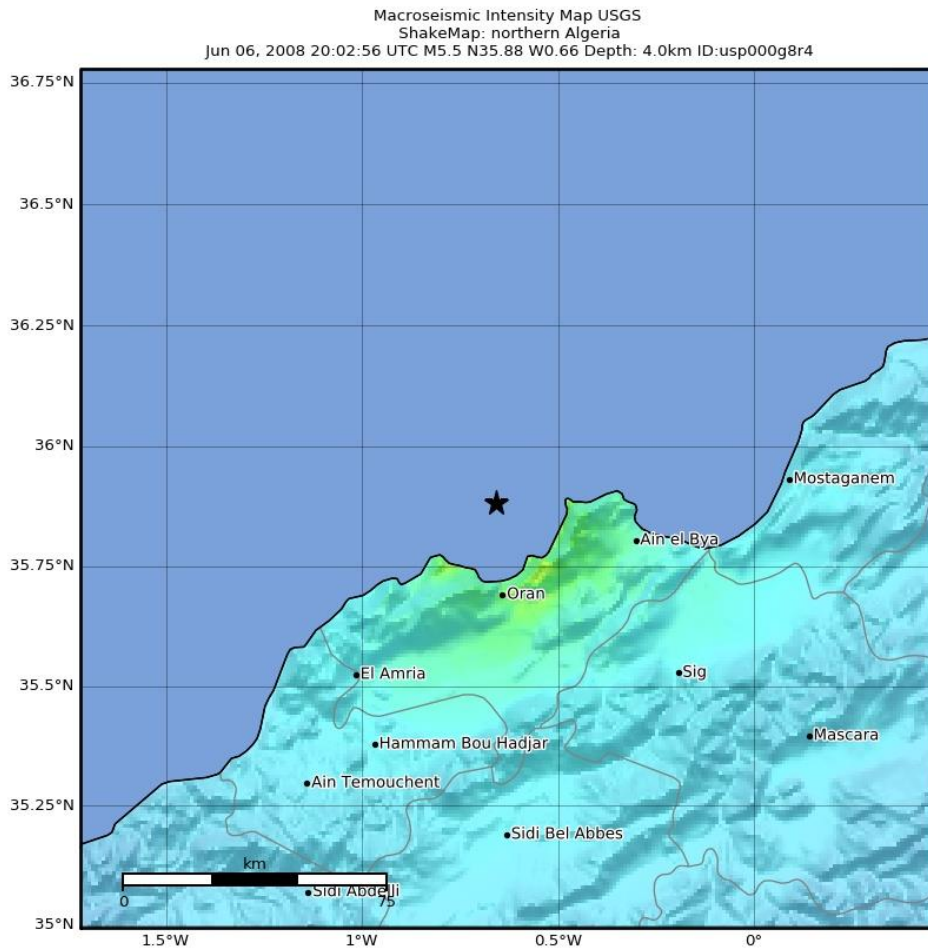 Macroseismic Intensity Map USGS
ShakeMap: northern Algeria
Jun 06, 2008 20:02:56 UTC M5.5 N35.88 W0.66 Depth: 4.0km ID:usp000g8r4
36.75°N
36.5°N
36.25°N
36°N
Mostaganem
Ain el Bya
35.75°N
Oran
El Amria
Sig
35.5°N
Mascara
Hammam Bou Hadjar
Ain Temouchent
35.25°N
Sidi Bel Abbes
km
Sidi Abdelli
0 75
35°N
1.5°W 1°W 0.5°W 0°